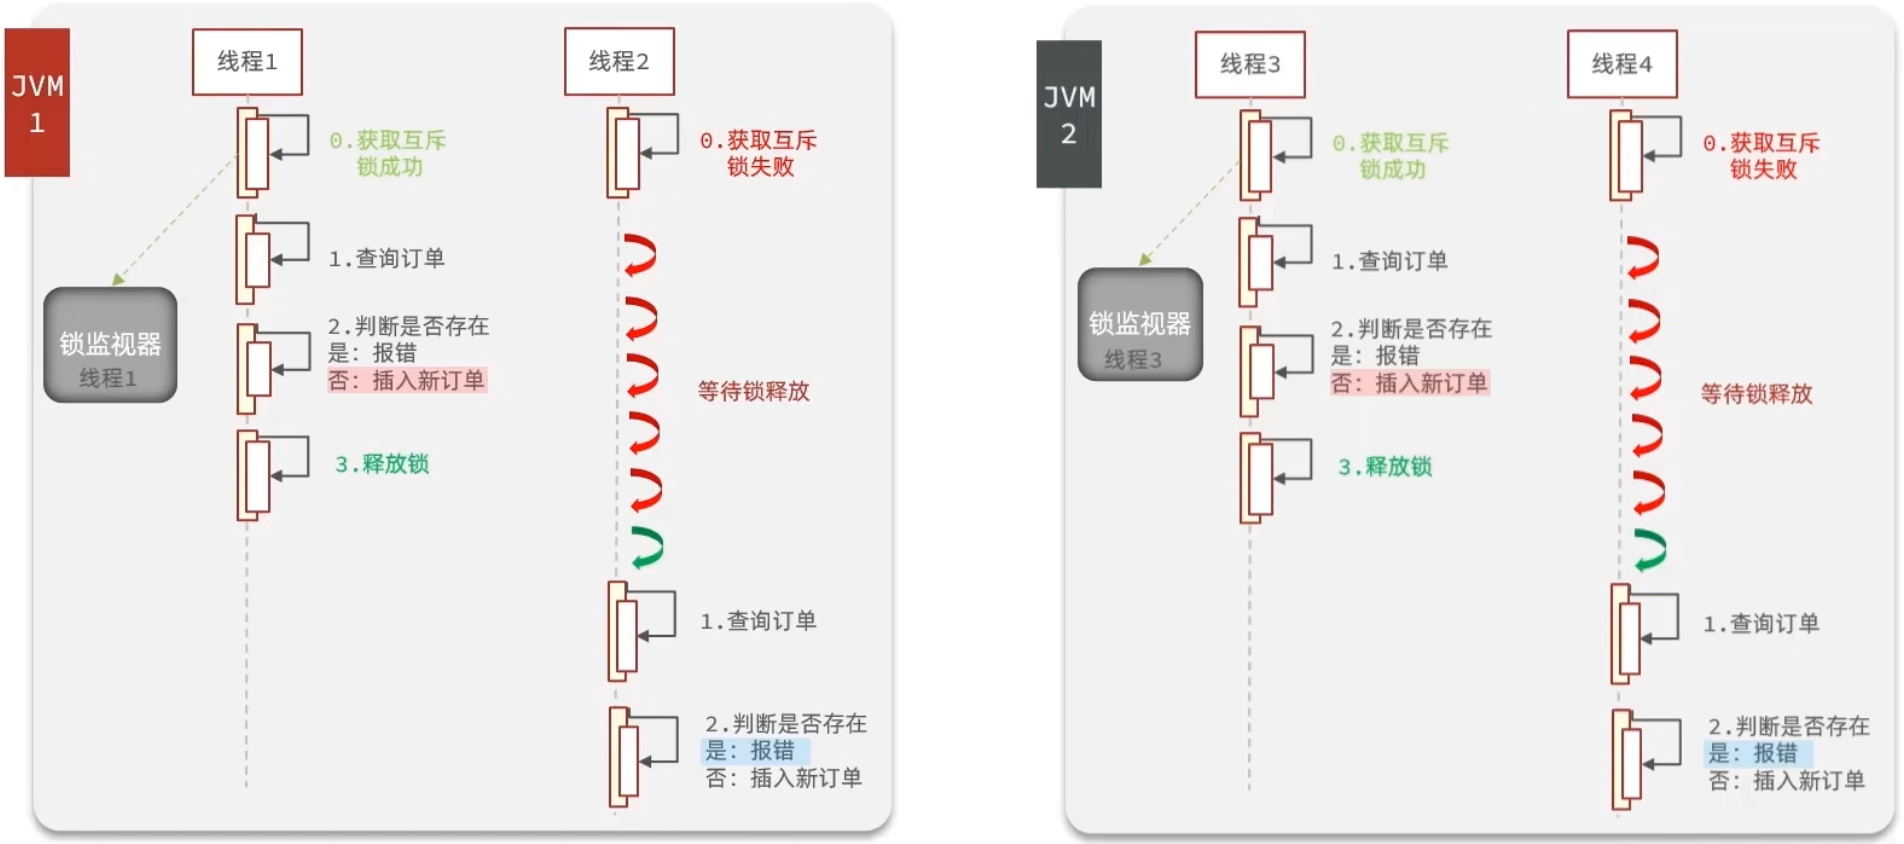 JVM
1
线程1
0.获取互斥
锁成功
1.查询订单
2.判断是否存在
是：报错
否：插入新订单
3.释放锁
锁监视器
线程1
线程2
0.获取互斥
锁失败
等待锁释放
1.查询订单
2.判断是否存在
是：报错
否：插入新订单
JVM
2
线程3
0.获取互斥
锁成功
1.查询订单
2.判断是否存在
是：报错
否：插入新订单
3.释放锁
锁监视器
线程3
线程4
0.获取互斥
锁失败
等待锁释放
1.查询订单
2.判断是否存在
是：报错
否：插入新订单